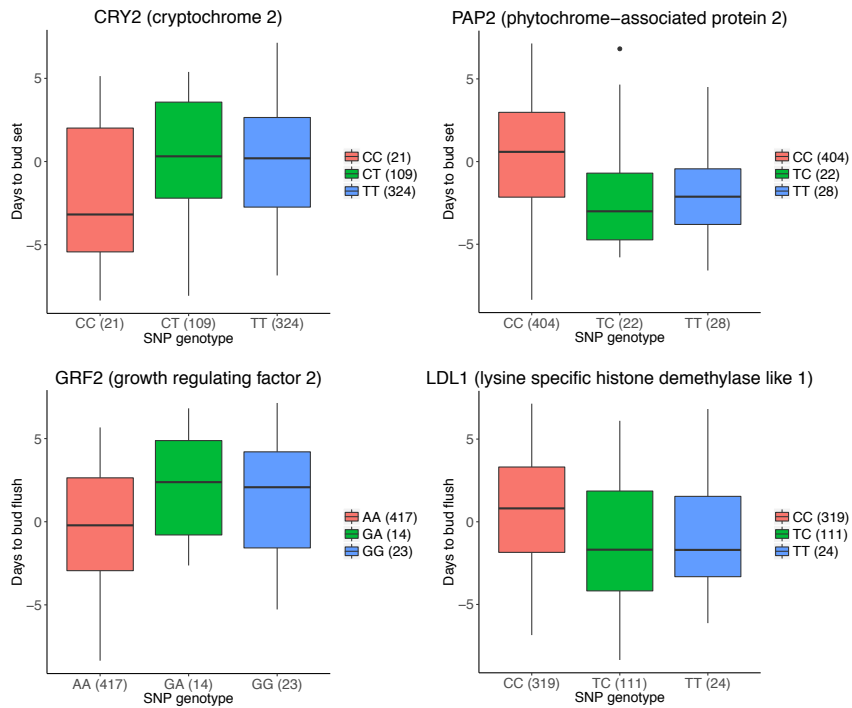 CRY2 (cryptochrome 2)
Days to bud set
5
0
−5
CC (21)
CT (109)
TT (324)
SNP genotype
CC (21)
CT (109)
TT (324)
PAP2 (phytochrome−associated protein 2)
Days to bud set
5
0
−5
CC (404)
TC (22)
TT (28)
SNP genotype
CC (404)
TC (22)
TT (28)
GRF2 (growth regulating factor 2)
Days to bud flush
5
0
−5
AA (417)
GA (14)
GG (23)
SNP genotype
AA (417)
GA (14)
GG (23)
LDL1 (lysine specific histone demethylase like 1)
Days to bud flush
5
0
−5
CC (319)
TC (111)
TT (24)
SNP genotype
CC (319)
TC (111)
TT (24)